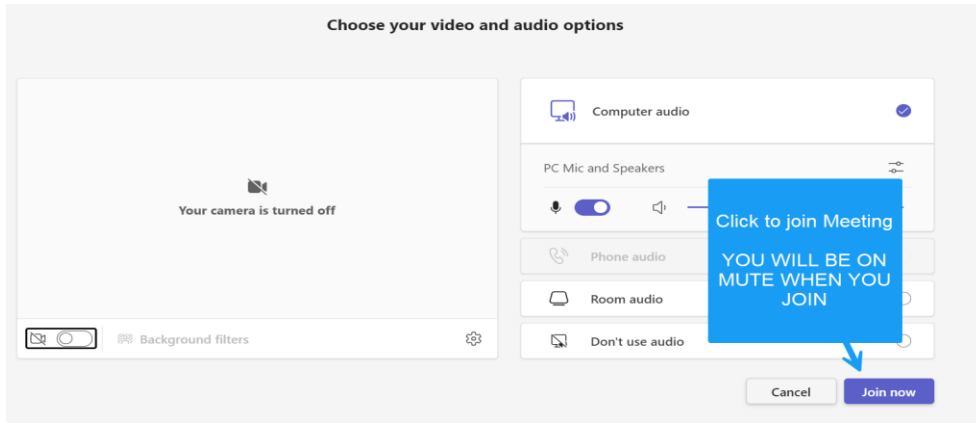 Choose your video and audio options
Your camera is turned off
Background filters
Computer audio
PC Mic and Speakers
Phone audio
Room audio
Don't use audio
Click to join Meeting
YOU WILL BE ON
MUTE WHEN YOU
JOIN
Cancel
Join now